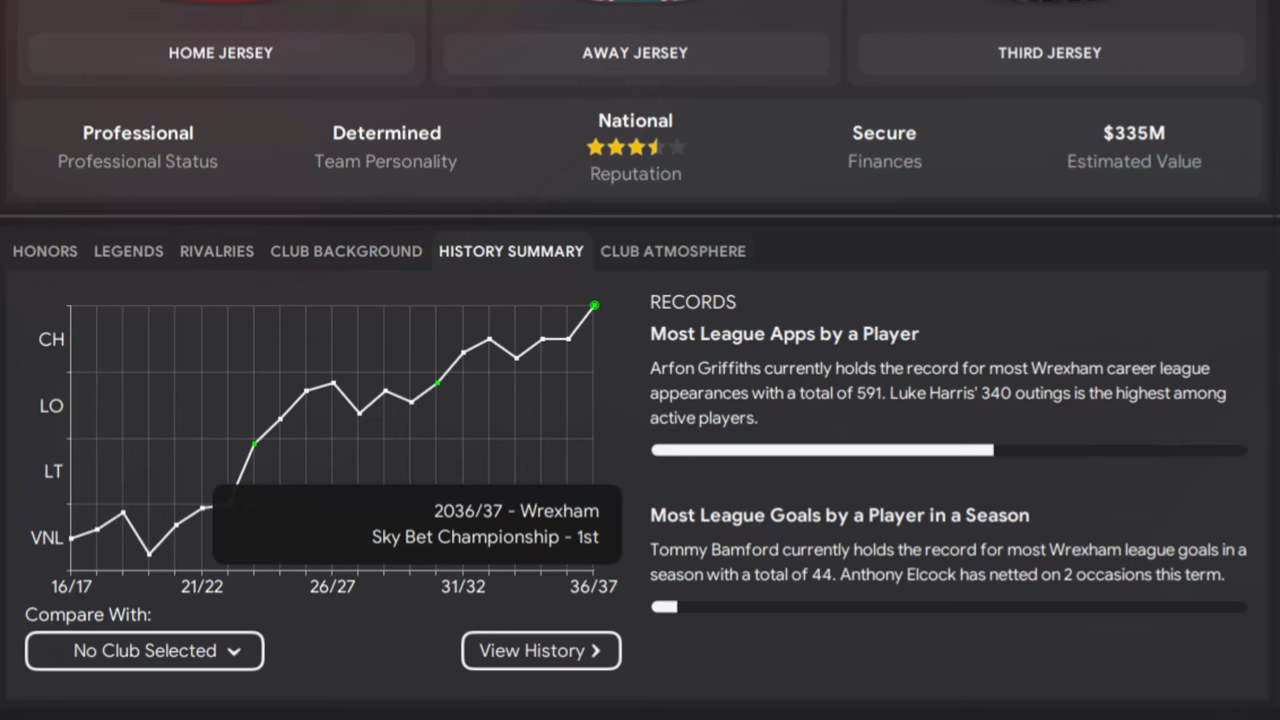 HOME JERSEY
AWAY JERSEY
THIRD JERSEY
Professional
Professional Status
Determined
Team Personality
National
Reputation
Secure
Finances
$335M
Estimated Value
HONORS
LEGENDS
RIVALRIES
CLUB BACKGROUND
HISTORY SUMMARY
CLUB ATMOSPHERE
CH
LO
LT
VNL
2036/37 - Wrexham
Sky Bet Championship - 1st
16/17
21/22
26/27
31/32
36/37
Compare With:
No Club Selected
View History
RECORDS
Most League Apps by a Player
Arfon Griffiths currently holds the record for most Wrexham career league
appearances with a total of 591. Luke Harris' 340 outings is the highest among
active players.
Most League Goals by a Player in a Season
Tommy Bamford currently holds the record for most Wrexham league goals in a
season with a total of 44. Anthony Elcock has netted on 2 occasions this term.